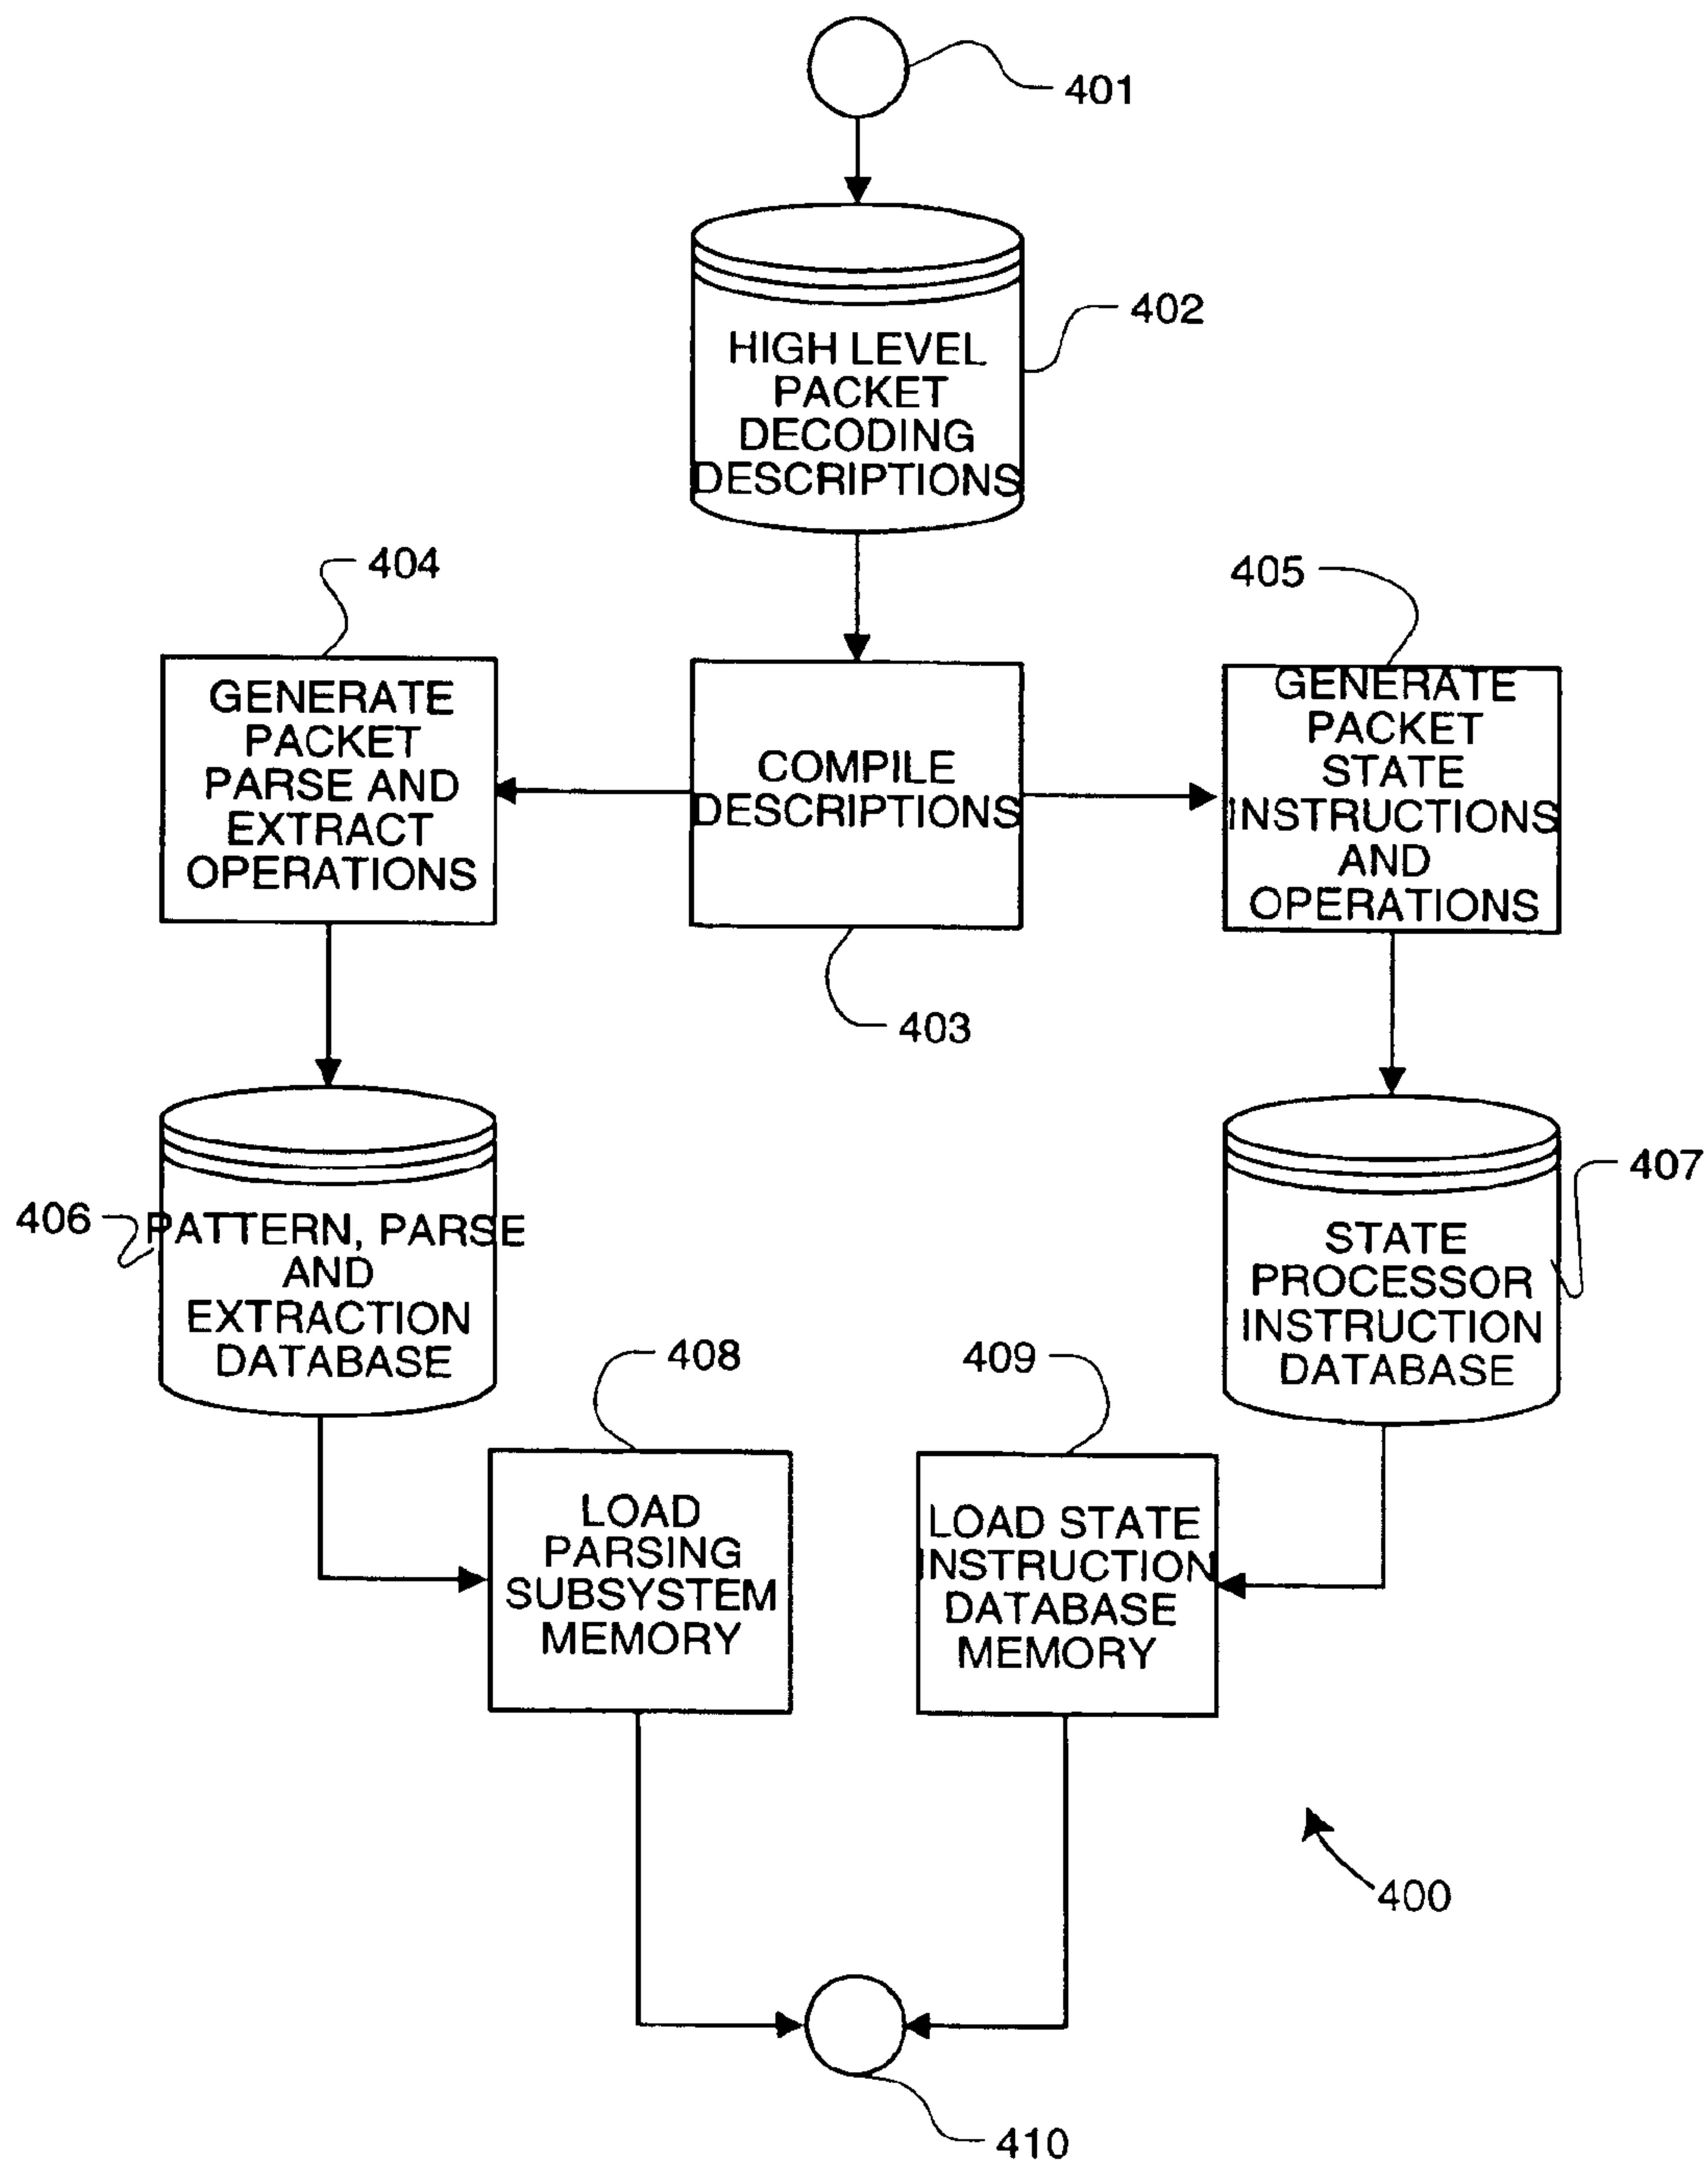 401
402
HIGH LEVEL
PACKET
DECODING
DESCRIPTIONS
404
405
GENERATE
PACKET
PARSE AND
EXTRACT
OPERATIONS
COMPILE
DESCRIPTIONS
GENERATE
PACKET
STATE
INSTRUCTIONS
AND
OPERATIONS
403
406
PATTERN, PARSE
AND
EXTRACTION
DATABASE
407
STATE
PROCESSOR
INSTRUCTION
DATABASE
408
409
LOAD
PARSING
SUBSYSTEM
MEMORY
LOAD STATE
INSTRUCTION
DATABASE
MEMORY
400
410